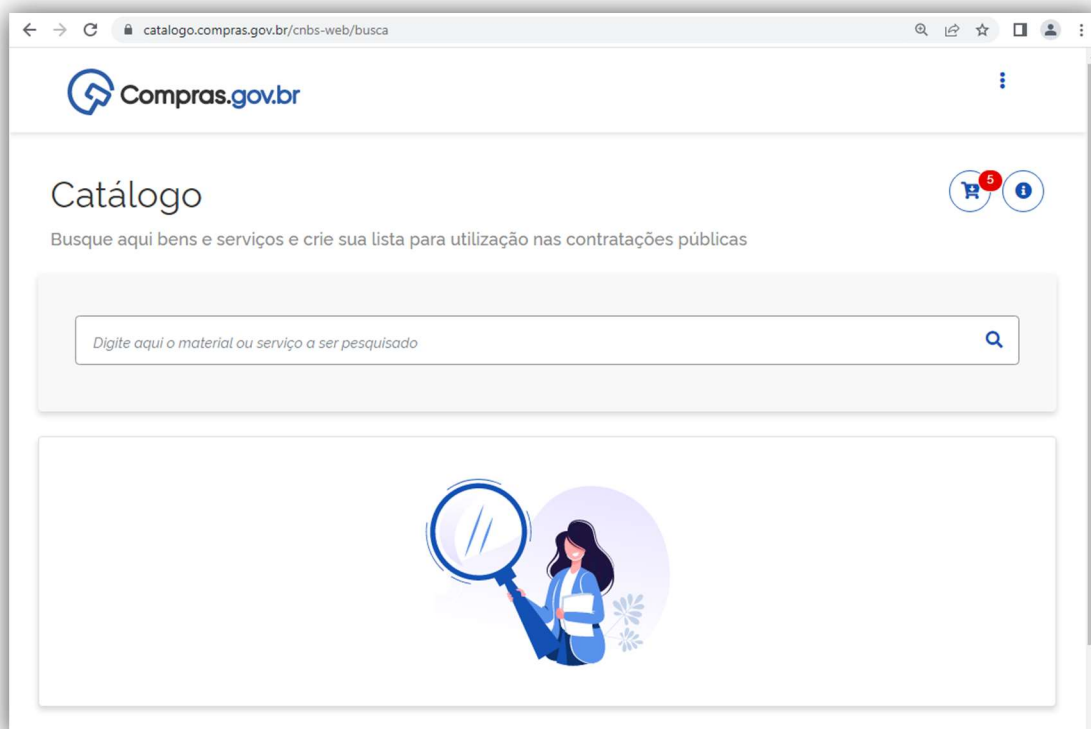 catalogo.compras.gov.br/cnbs-web/busca
Compras.gov.br
Catálogo
5
Busque aqui bens e serviços e crie sua lista para utilização nas contratações públicas
Digite aqui o material ou serviço a ser pesquisado